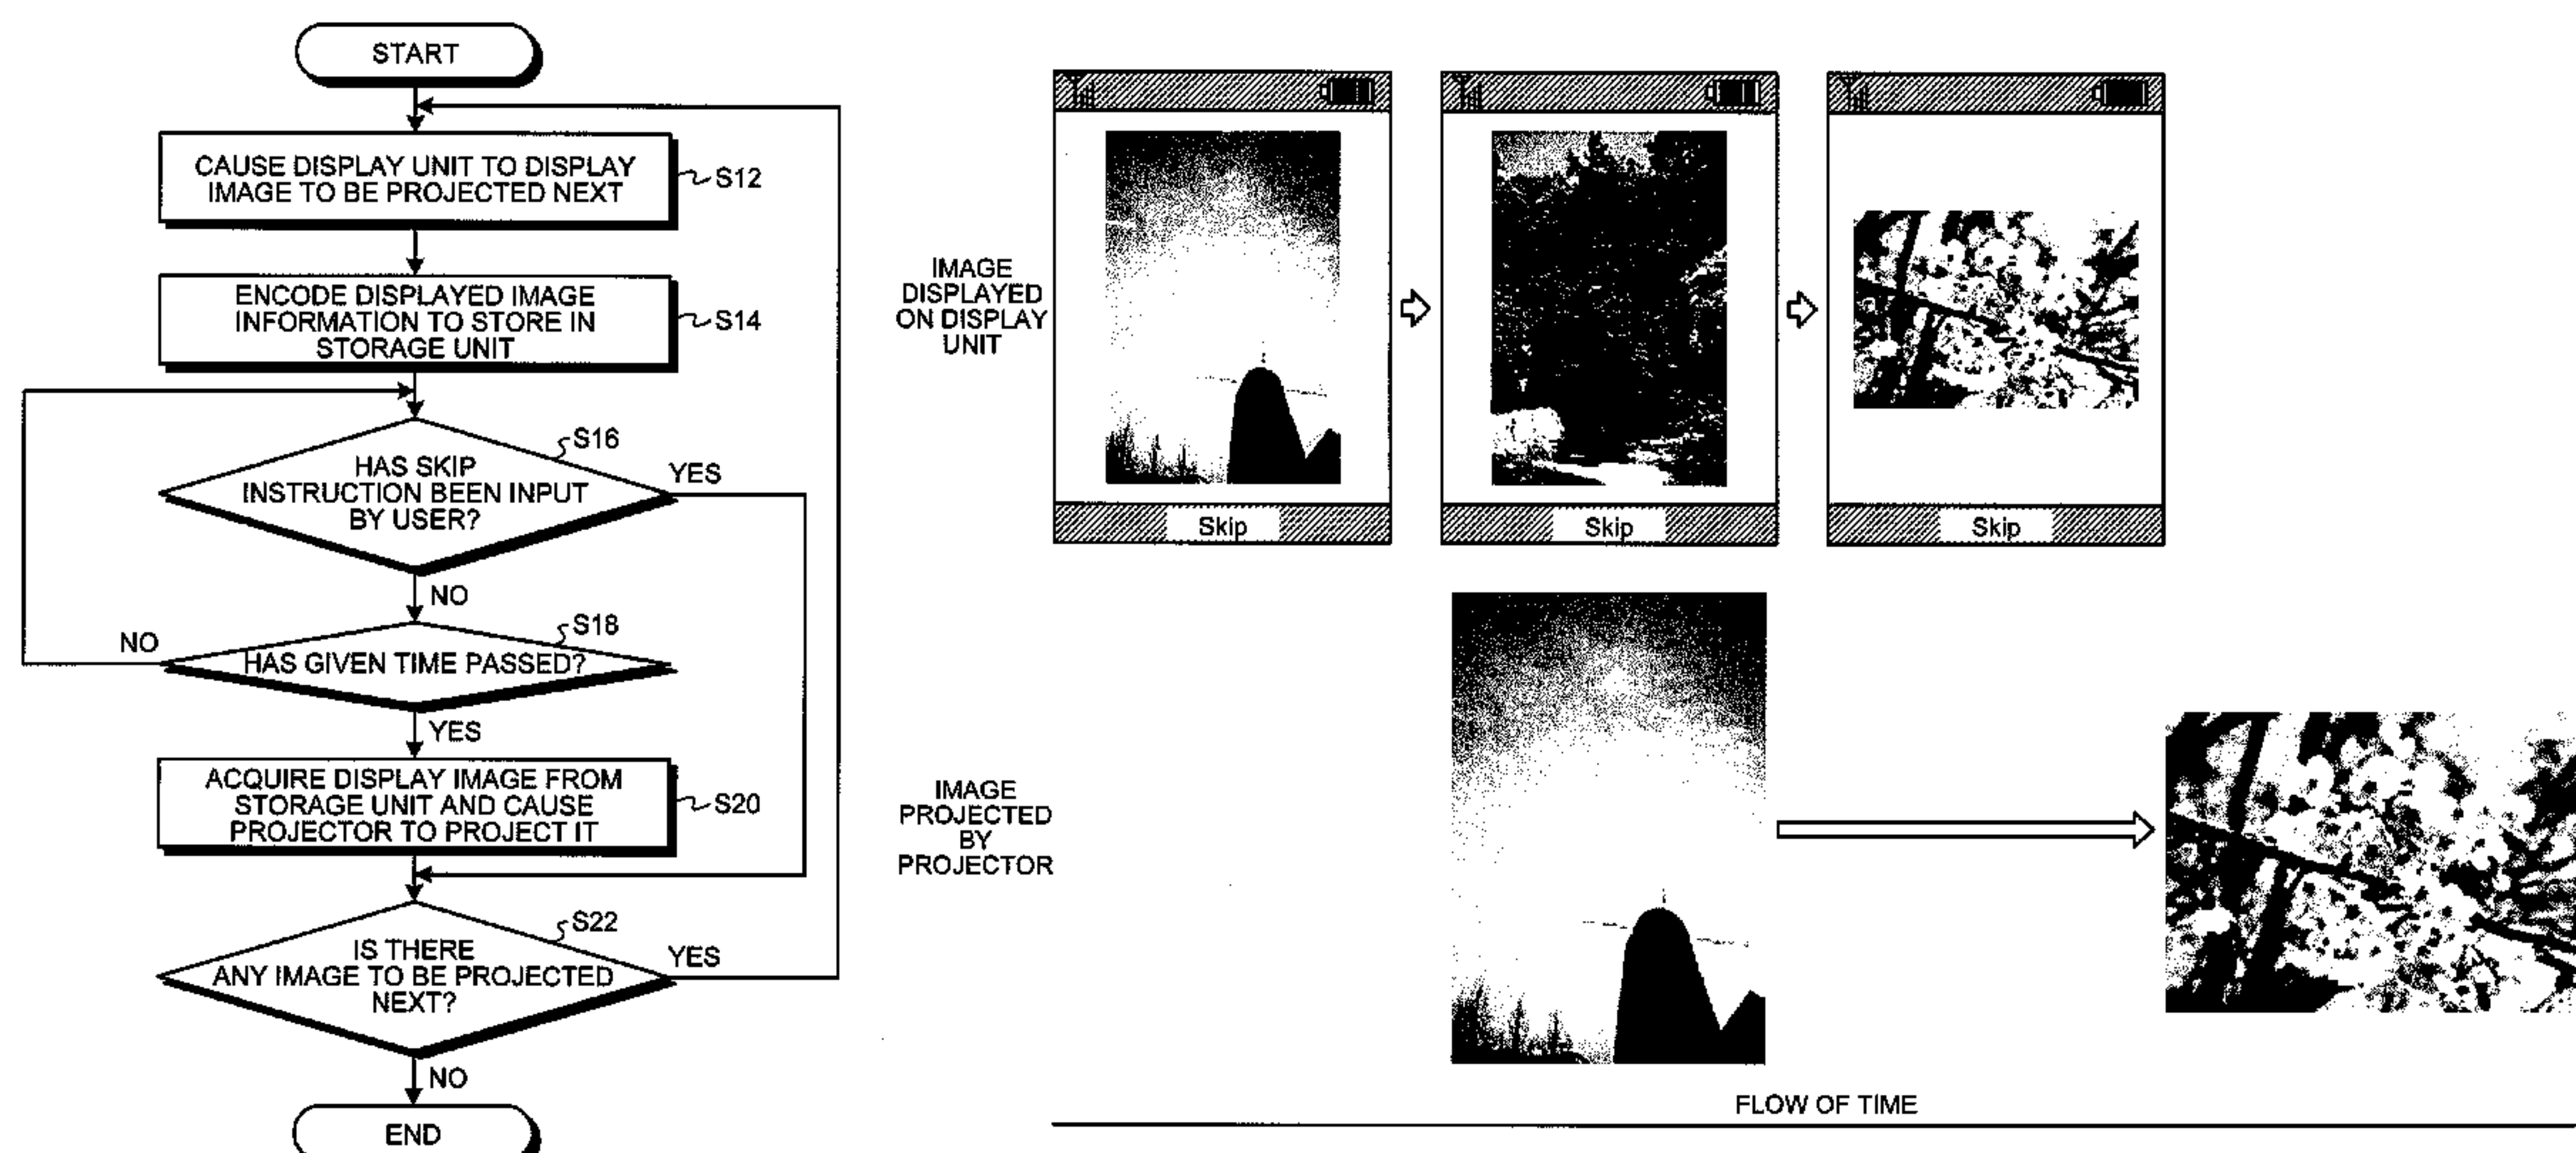 START
CAUSE DISPLAY UNIT TO DISPLAY
IMAGE TO BE PROJECTED NEXT
S12
ENCODE DISPLAYED IMAGE
INFORMATION TO STORE IN
STORAGE UNIT
S14
S16
HAS SKIP
INSTRUCTION BEEN INPUT
BY USER?
YES
NO
S18
NO
HAS GIVEN TIME PASSED?
YES
ACQUIRE DISPLAY IMAGE FROM
STORAGE UNIT AND CAUSE
PROJECTOR TO PROJECT IT
S20
S22
IS THERE
ANY IMAGE TO BE PROJECTED
NEXT?
YES
NO
END
IMAGE
DISPLAYED
ON DISPLAY
UNIT
Skip
Skip
Skip
IMAGE
PROJECTED
BY
PROJECTOR
FLOW OF TIME